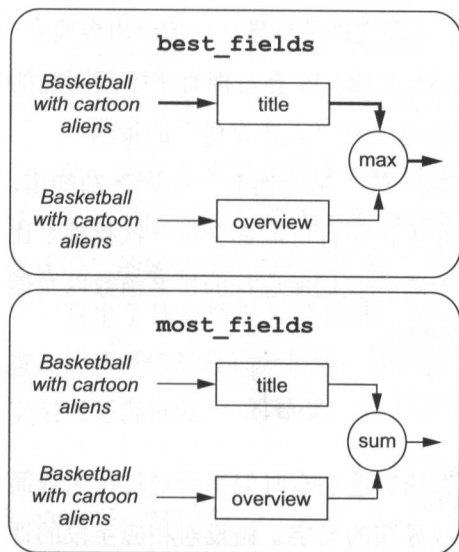 best_fields
Basketball
with cartoon
aliens
title
max
Basketball
with cartoon
aliens
overview
most_fields
Basketball
with cartoon
aliens
title
sum
Basketball
with cartoon
aliens
overview